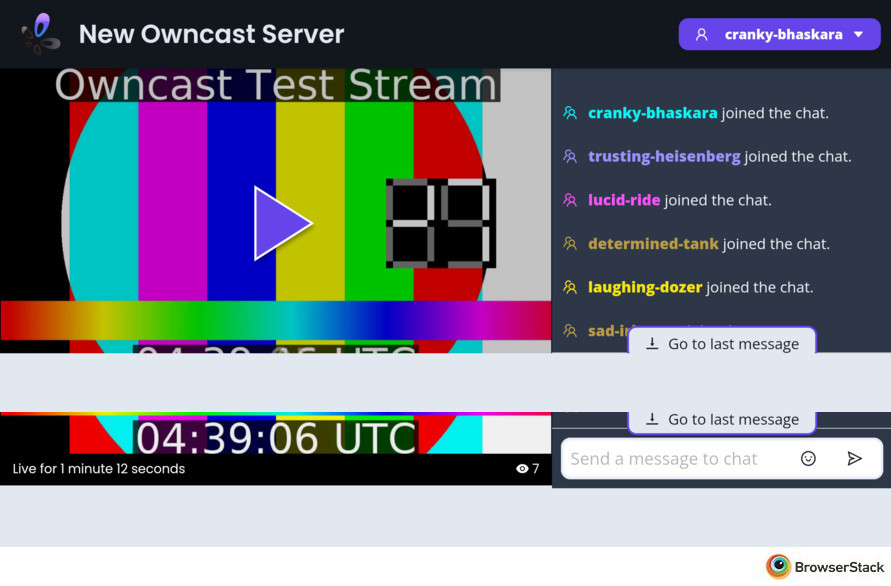 New Owncast Server
cranky-bhaskara
Owncast Test Stream
cranky-bhaskara joined the chat.
trusting-heisenberg joined the chat.
lucid-ride joined the chat.
determined-tank joined the chat.
laughing-dozer joined the chat.
Go to last message
Go to last message
04:39:06 UTC
Live for 1 minute 12 seconds
7
Send a message to chat
BrowserStack